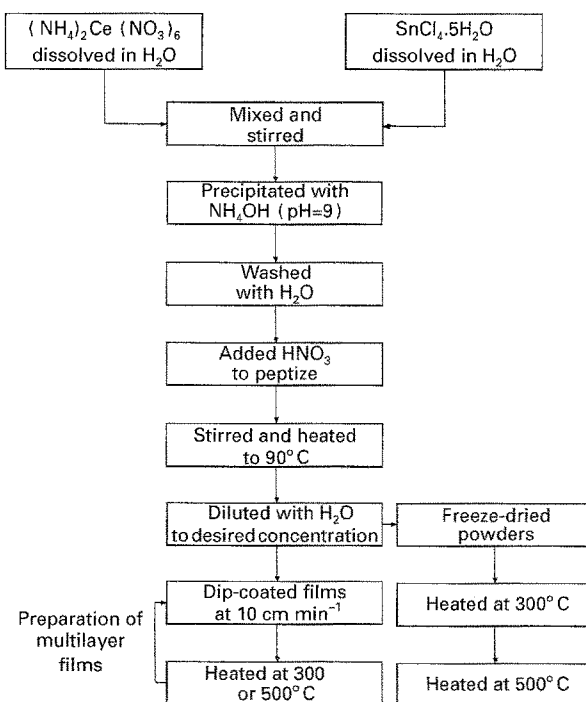 (NH₄)₂Ce (NO₃)₆
dissolved in H₂O
SnCl₄.5H₂O
dissolved in H₂O
Mixed and
stirred
Precipitated with
NH₄OH (pH=9)
Washed
with H₂O
Added HNO₃
to peptize
Stirred and heated
to 90°C
Diluted with H₂O
to desired concentration
Freeze-dried
powders
Dip-coated films
at 10 cm min⁻¹
Heated at 300°C
Preparation of
multilayer
films
Heated at 300
or 500°C
Heated at 500°C